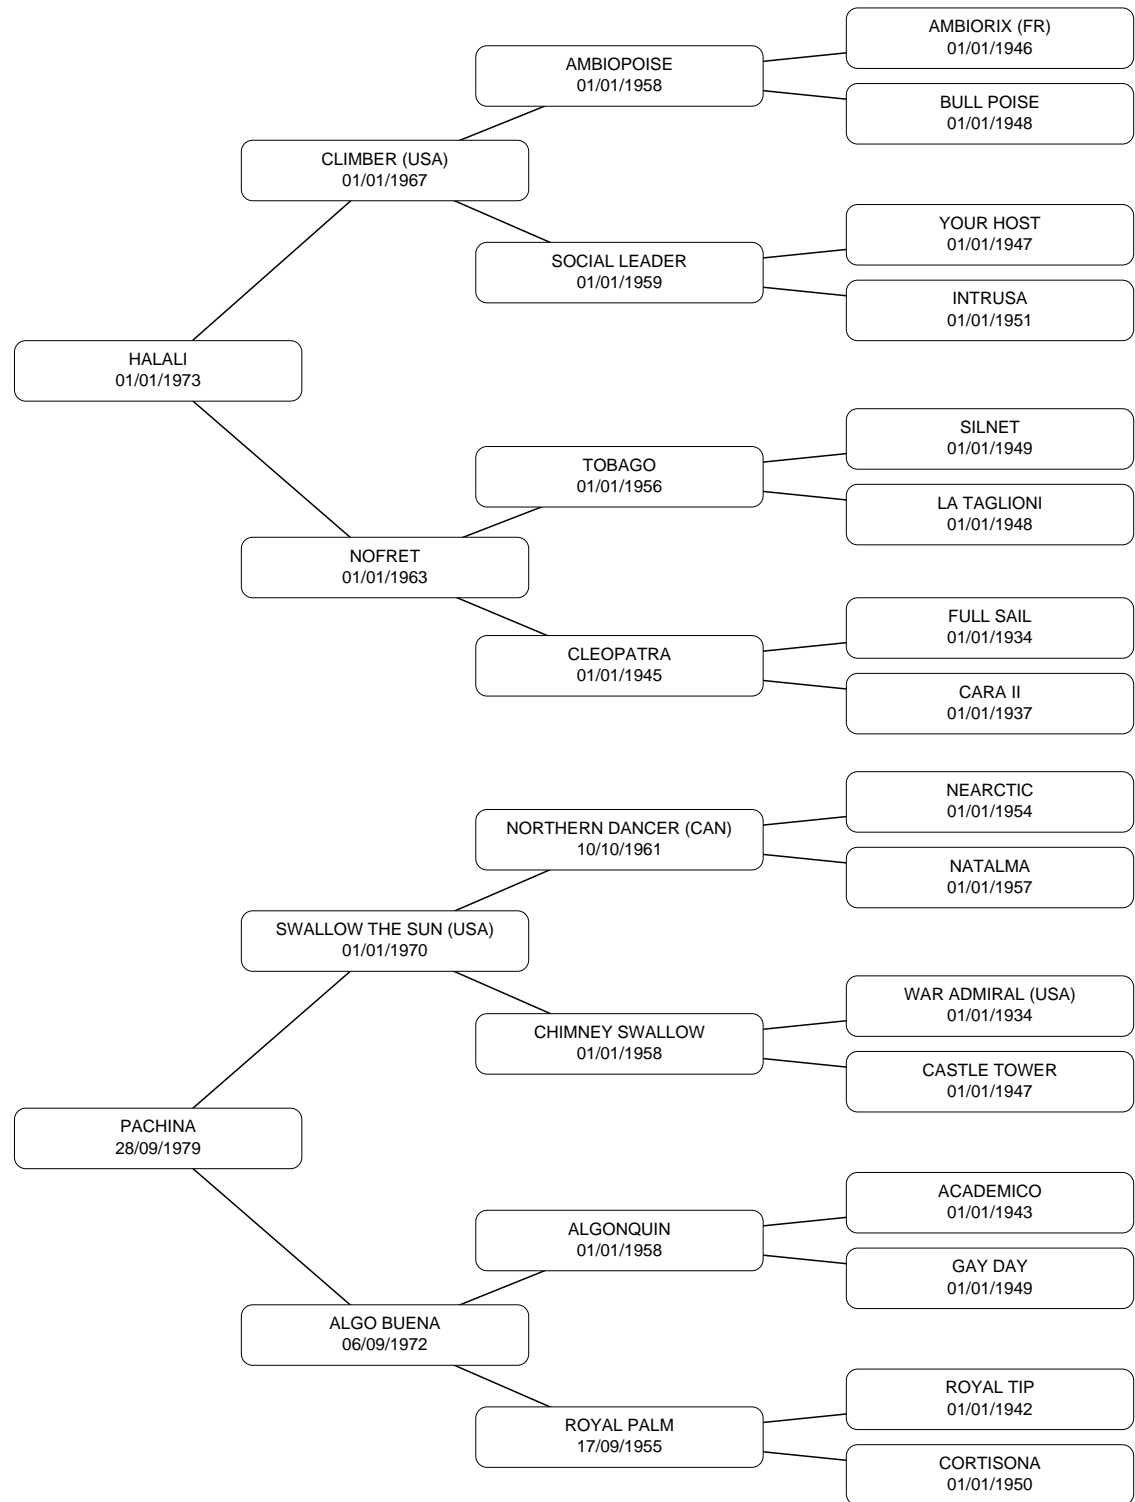 AMBIORIX (FR)
01/01/1946
AMBIOPOISE
01/01/1958
BULL POISE
01/01/1948
CLIMBER (USA)
01/01/1967
YOUR HOST
01/01/1947
SOCIAL LEADER
01/01/1959
INTRUSA
01/01/1951
HALALI
01/01/1973
SILNET
01/01/1949
TOBAGO
01/01/1956
LA TAGLIONI
01/01/1948
NOFRET
01/01/1963
FULL SAIL
01/01/1934
CLEOPATRA
01/01/1945
CARA II
01/01/1937
NEARCTIC
01/01/1954
NORTHERN DANCER (CAN)
10/10/1961
NATALMA
01/01/1957
SWALLOW THE SUN (USA)
01/01/1970
WAR ADMIRAL (USA)
01/01/1934
CHIMNEY SWALLOW
01/01/1958
CASTLE TOWER
01/01/1947
PACHINA
28/09/1979
ACADEMICO
01/01/1943
ALGONQUIN
01/01/1958
GAY DAY
01/01/1949
ALGO BUENA
06/09/1972
ROYAL TIP
01/01/1942
ROYAL PALM
17/09/1955
CORTISONA
01/01/1950